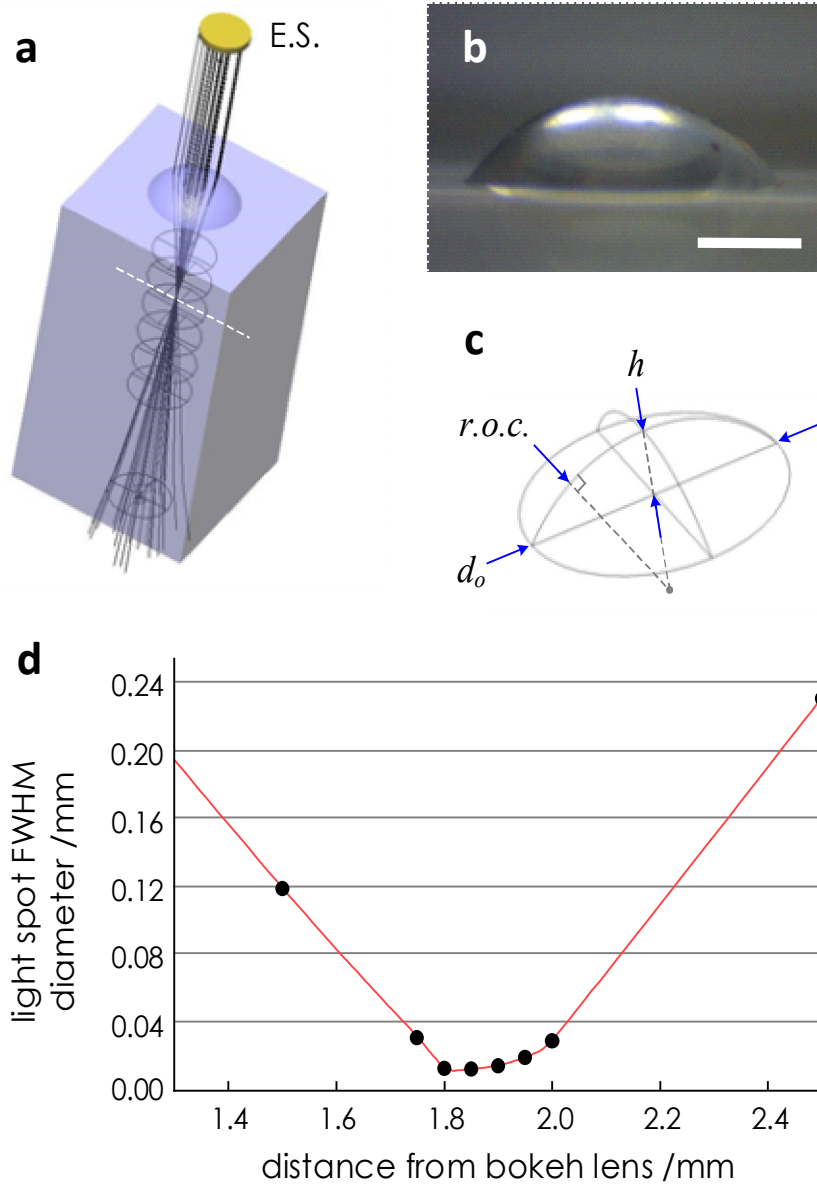 a
E.S.
b
c
h
r.o.c.
dₒ
d
light spot FWHM
diameter /mm
0.24
0.20
0.16
0.12
0.08
0.04
0.00
1.4 1.6 1.8 2.0 2.2 2.4
distance from bokeh lens /mm